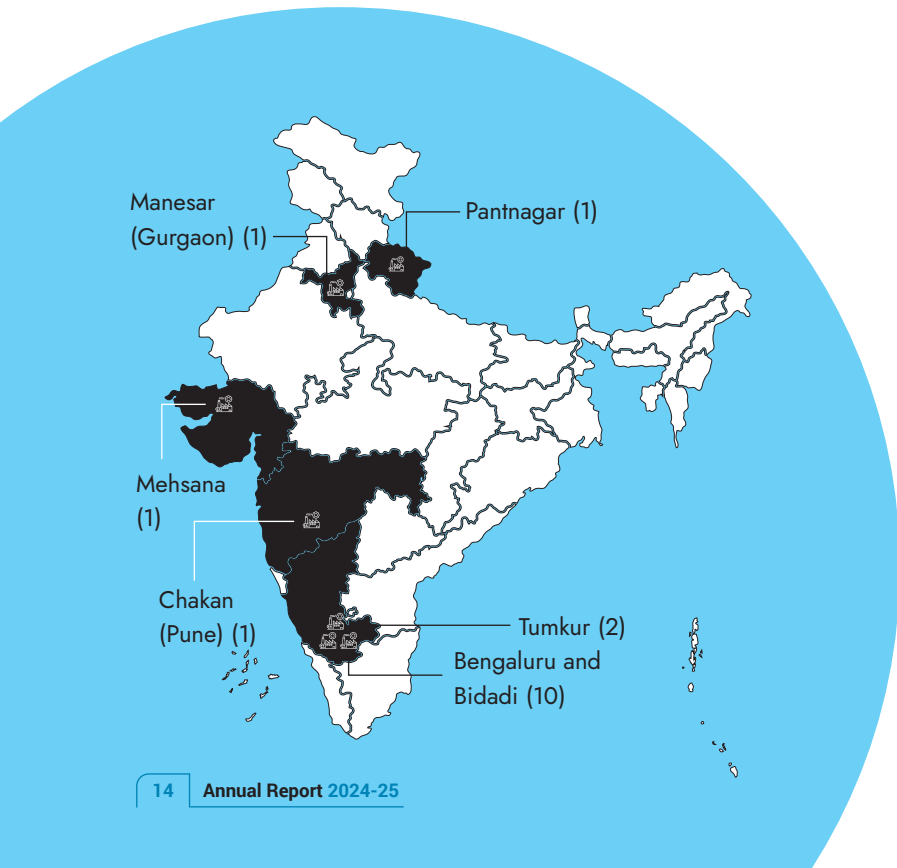 Manesar
(Gurgaon) (1)
Pantnagar (1)
Mehsana
(1)
Chakan
(Pune) (1)
Tumkur (2)
Bengaluru and
Bidadi (10)
14 Annual Report 2024-25